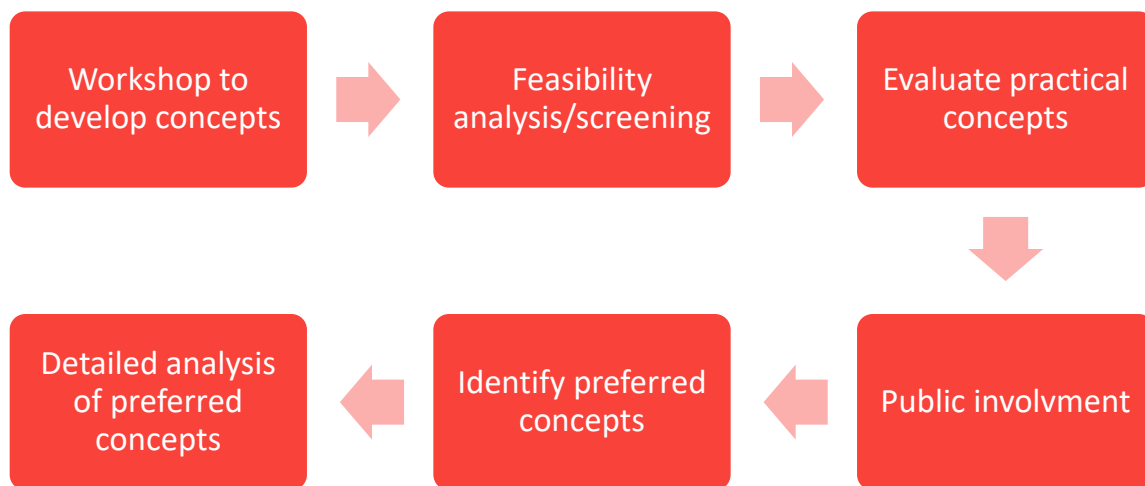 Workshop to
develop concepts
Feasibility
analysis/screening
Evaluate practical
concepts
Public involvment
Identify preferred
concepts
Detailed analysis
of preferred
concepts